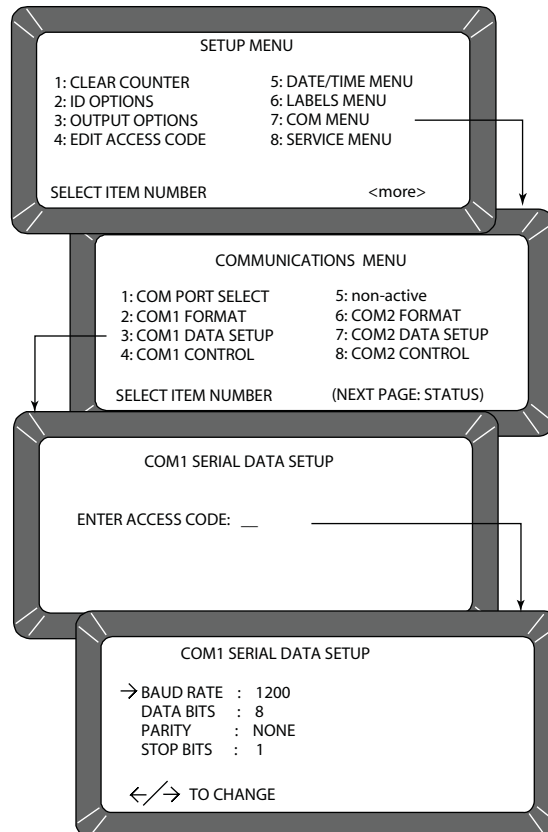 SETUP MENU
1: CLEAR COUNTER 5: DATE/TIME MENU
2: ID OPTIONS 6: LABELS MENU
3: OUTPUT OPTIONS 7: COM MENU
4: EDIT ACCESS CODE 8: SERVICE MENU
SELECT ITEM NUMBER <more>
COMMUNICATIONS MENU
1: COM PORT SELECT 5: non-active
2: COM1 FORMAT 6: COM2 FORMAT
3: COM1 DATA SETUP 7: COM2 DATA SETUP
4: COM1 CONTROL 8: COM2 CONTROL
SELECT ITEM NUMBER (NEXT PAGE: STATUS)
COM1 SERIAL DATA SETUP
ENTER ACCESS CODE: __
COM1 SERIAL DATA SETUP
→ BAUD RATE : 1200
DATA BITS : 8
PARITY : NONE
STOP BITS : 1
←/→ TO CHANGE